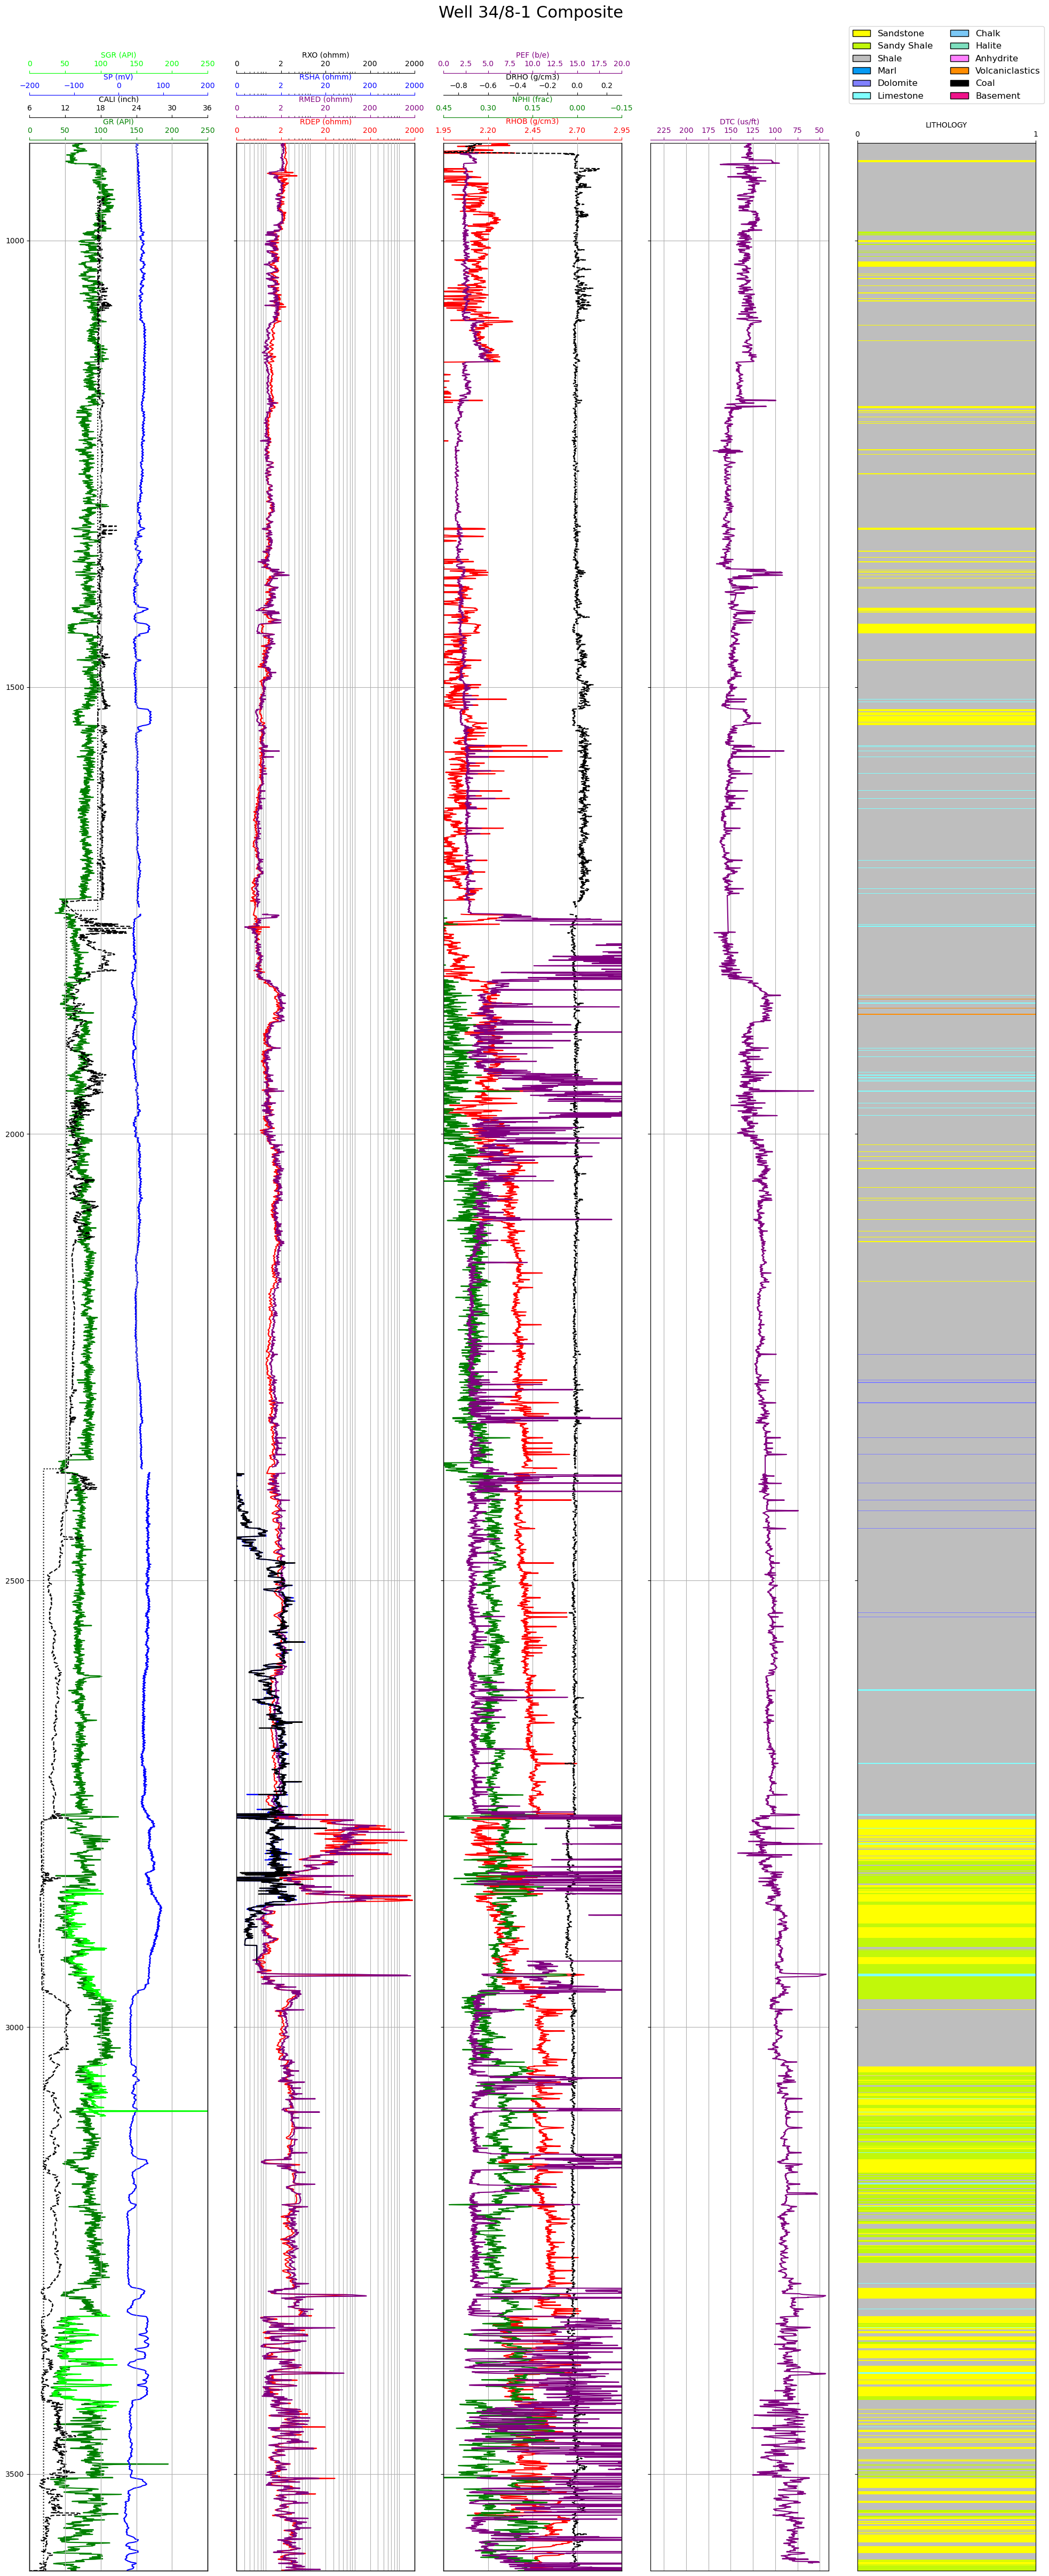 Well 34/8-1 Composite
Sandstone Chalk
Sandy Shale Halite
Shale Anhydrite
Marl Volcaniclastics
Dolomite Coal
Limestone Basement
SGR (API) RXO (ohmm) PEF (b/e)
0 50 100 150 200 250 0 2 20 200 2000 0.0 2.5 5.0 7.5 10.0 12.5 15.0 17.5 20.0
SP (mV) RSHA (ohmm) DRHO (g/cm3)
−200 −100 0 100 200 0 2 20 200 2000 −0.8 −0.6 −0.4 −0.2 0.0 0.2
CALI (inch) RMED (ohmm) NPHI (frac)
6 12 18 24 30 36 0 2 20 200 2000 0.45 0.30 0.15 0.00 −0.15
GR (API) RDEP (ohmm) RHOB (g/cm3) DTC (us/ft) LITHOLOGY
0 50 100 150 200 250 0 2 20 200 2000 1.95 2.20 2.45 2.70 2.95 225 200 175 150 125 100 75 50 0 1
1000
1500
2000
2500
3000
3500